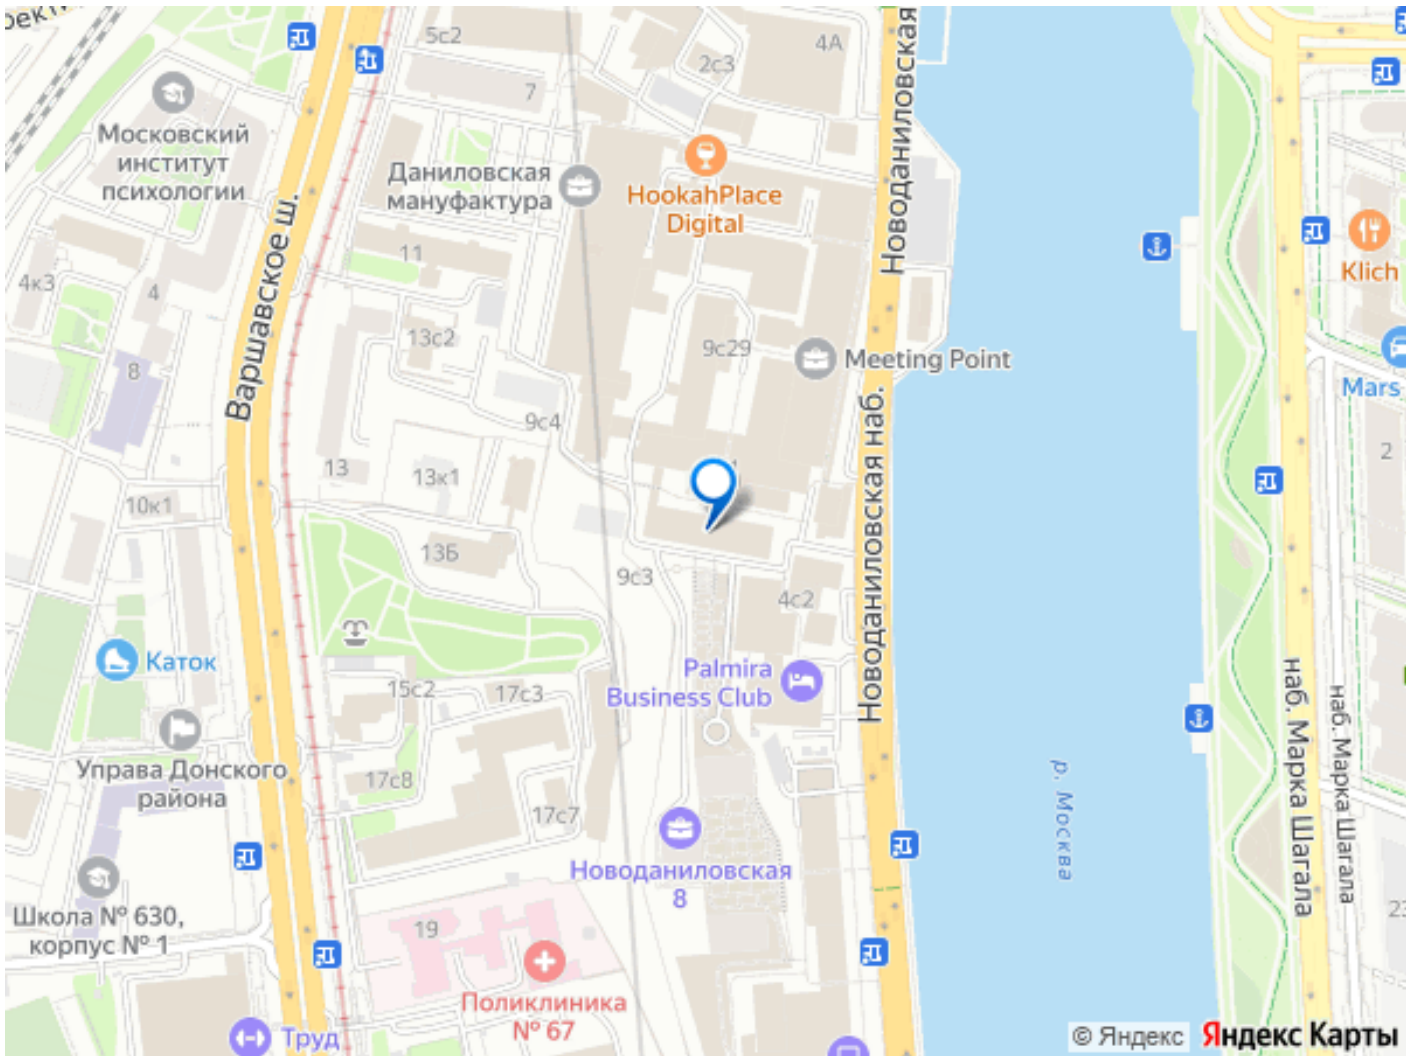 5с2
4А
2с3
7
Московский
институт
психологии
Даниловская
мануфактура
HookahPlace
Digital
Новоданиловская
Klich
11
4к3
4
Варшавское ш.
13с2
9с29
Meeting Point
Mars
8
9с4
Новоданиловская наб.
2
13
13к1
10к1
13Б
9с3
4с2
Каток
Palmira
Business Club
15с2
17с3
Управа Донского
района
17с8
17с7
р. Москва
наб. Марка Шагала
наб. Марка Шагала
Новоданиловская
8
Школа № 630,
корпус № 1
19
Поликлиника
№ 67
Труд
© Яндекс
Яндекс Карты